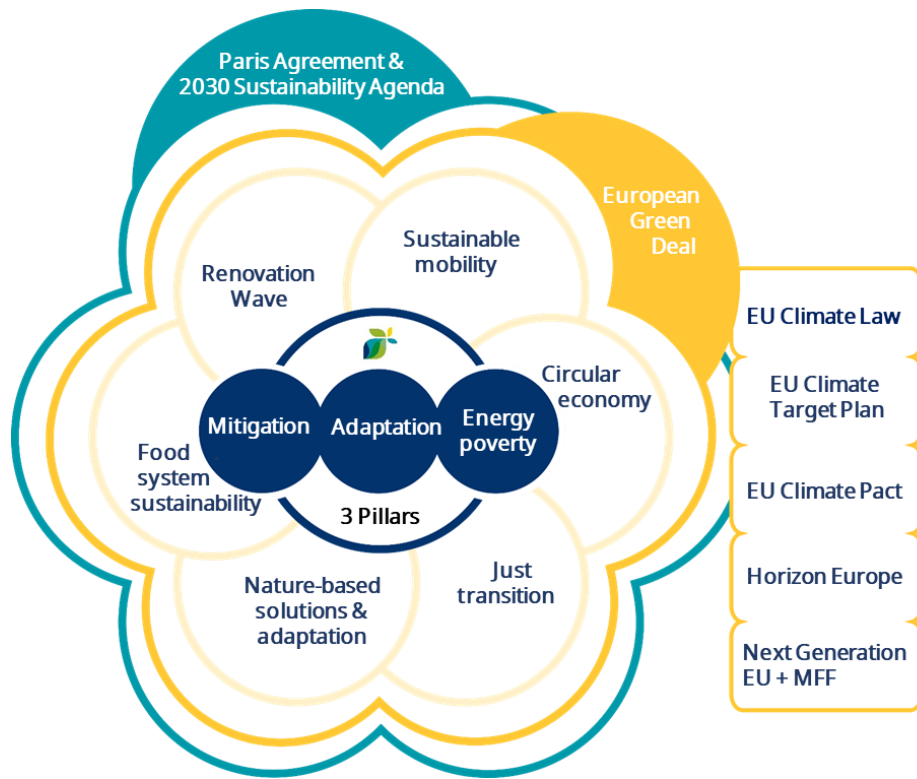 Paris Agreement &
2030 Sustainability Agenda
European
Green
Deal
Sustainable
mobility
Renovation
Wave
EU Climate Law
Circular
economy
EU Climate
Target Plan
Mitigation
Adaptation
Energy
poverty
Food
system
sustainability
EU Climate Pact
3 Pillars
Just
transition
Nature-based
solutions &
adaptation
Horizon Europe
Next Generation
EU + MFF